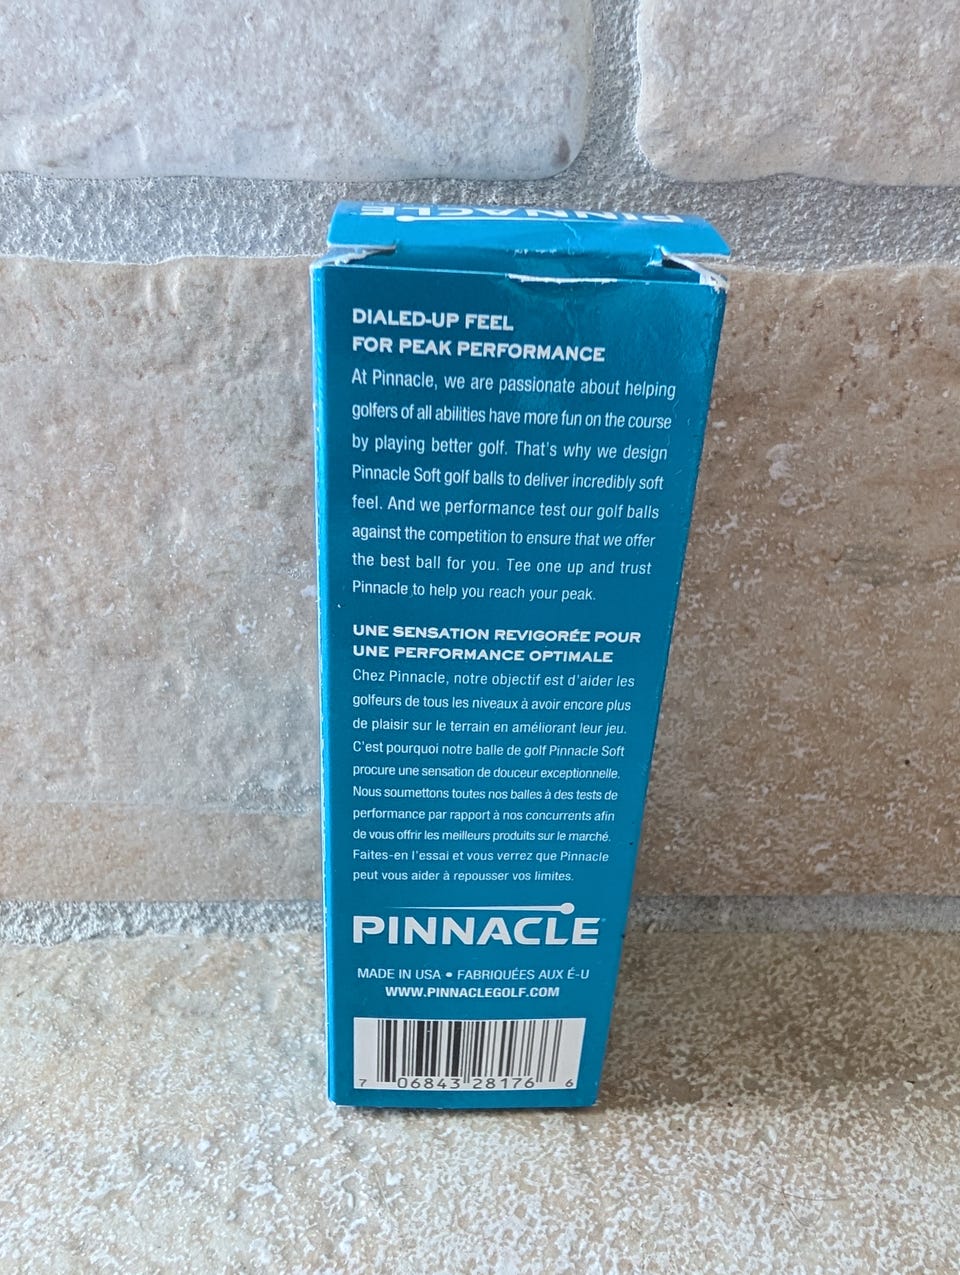 PINNACLE
DIALED-UP FEEL
FOR PEAK PERFORMANCE
At Pinnacle, we are passionate about helping
golfers of all abilities have more fun on the course
by playing better golf. That's why we design
Pinnacle Soft golf balls to deliver incredibly soft
feel. And we performance test our golf balls
against the competition to ensure that we offer
the best ball for you. Tee one up and trust
Pinnacle to help you reach your peak.
UNE SENSATION REVIGORÉE POUR
UNE PERFORMANCE OPTIMALE
Chez Pinnacle, notre objectif est d'aider les
golfeurs de tous les niveaux à avoir encore plus
de plaisir sur le terrain en améliorant leur jeu.
C'est pourquoi notre balle de golf Pinnacle Soft
procure une sensation de douceur exceptionnelle.
Nous soumettons toutes nos balles à des tests de
performance par rapport à nos concurrents afin
de vous offrir les meilleurs produits sur le marché.
Faites-en l'essai et vous verrez que Pinnacle
peut vous aider à repousser vos limites.
PINNACLE
MADE IN USA • FABRIQUÉES AUX É-U
WWW.PINNACLEGOLF.COM
7 06843 28176 6